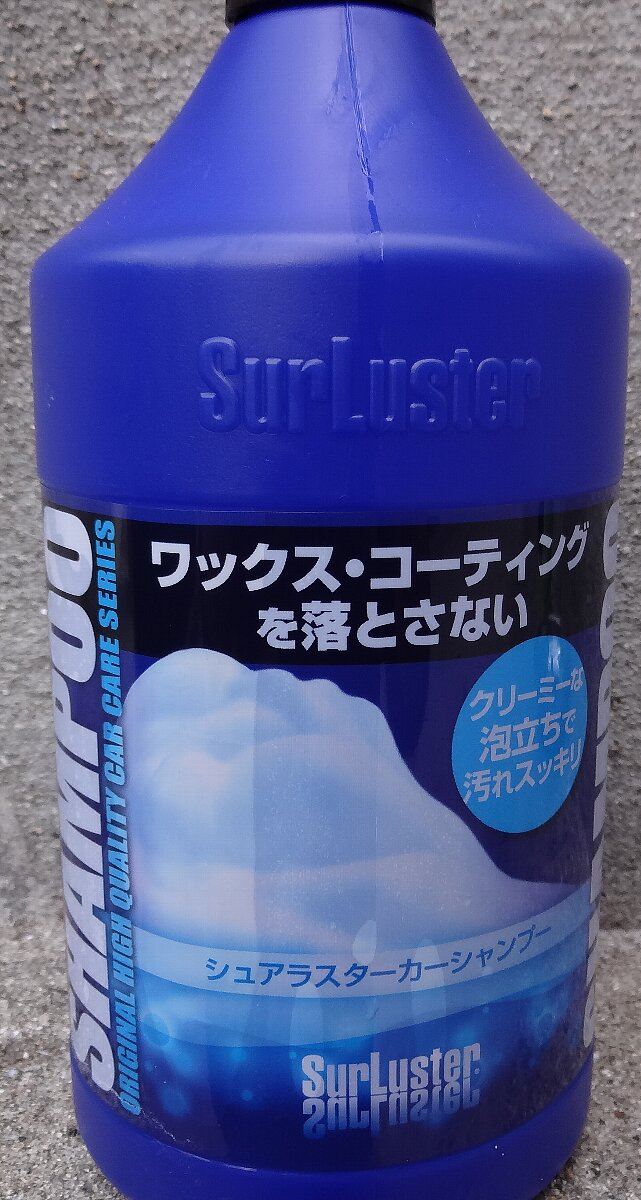 SurLuster
SHAMPOO
ORIGINAL HIGH QUALITY CAR CARE SERIES
ワックス・コーティング
を落とさない
クリーミーな
泡立ちで
汚れスッキリ
シュアラスターカーシャンプー
SurLuster